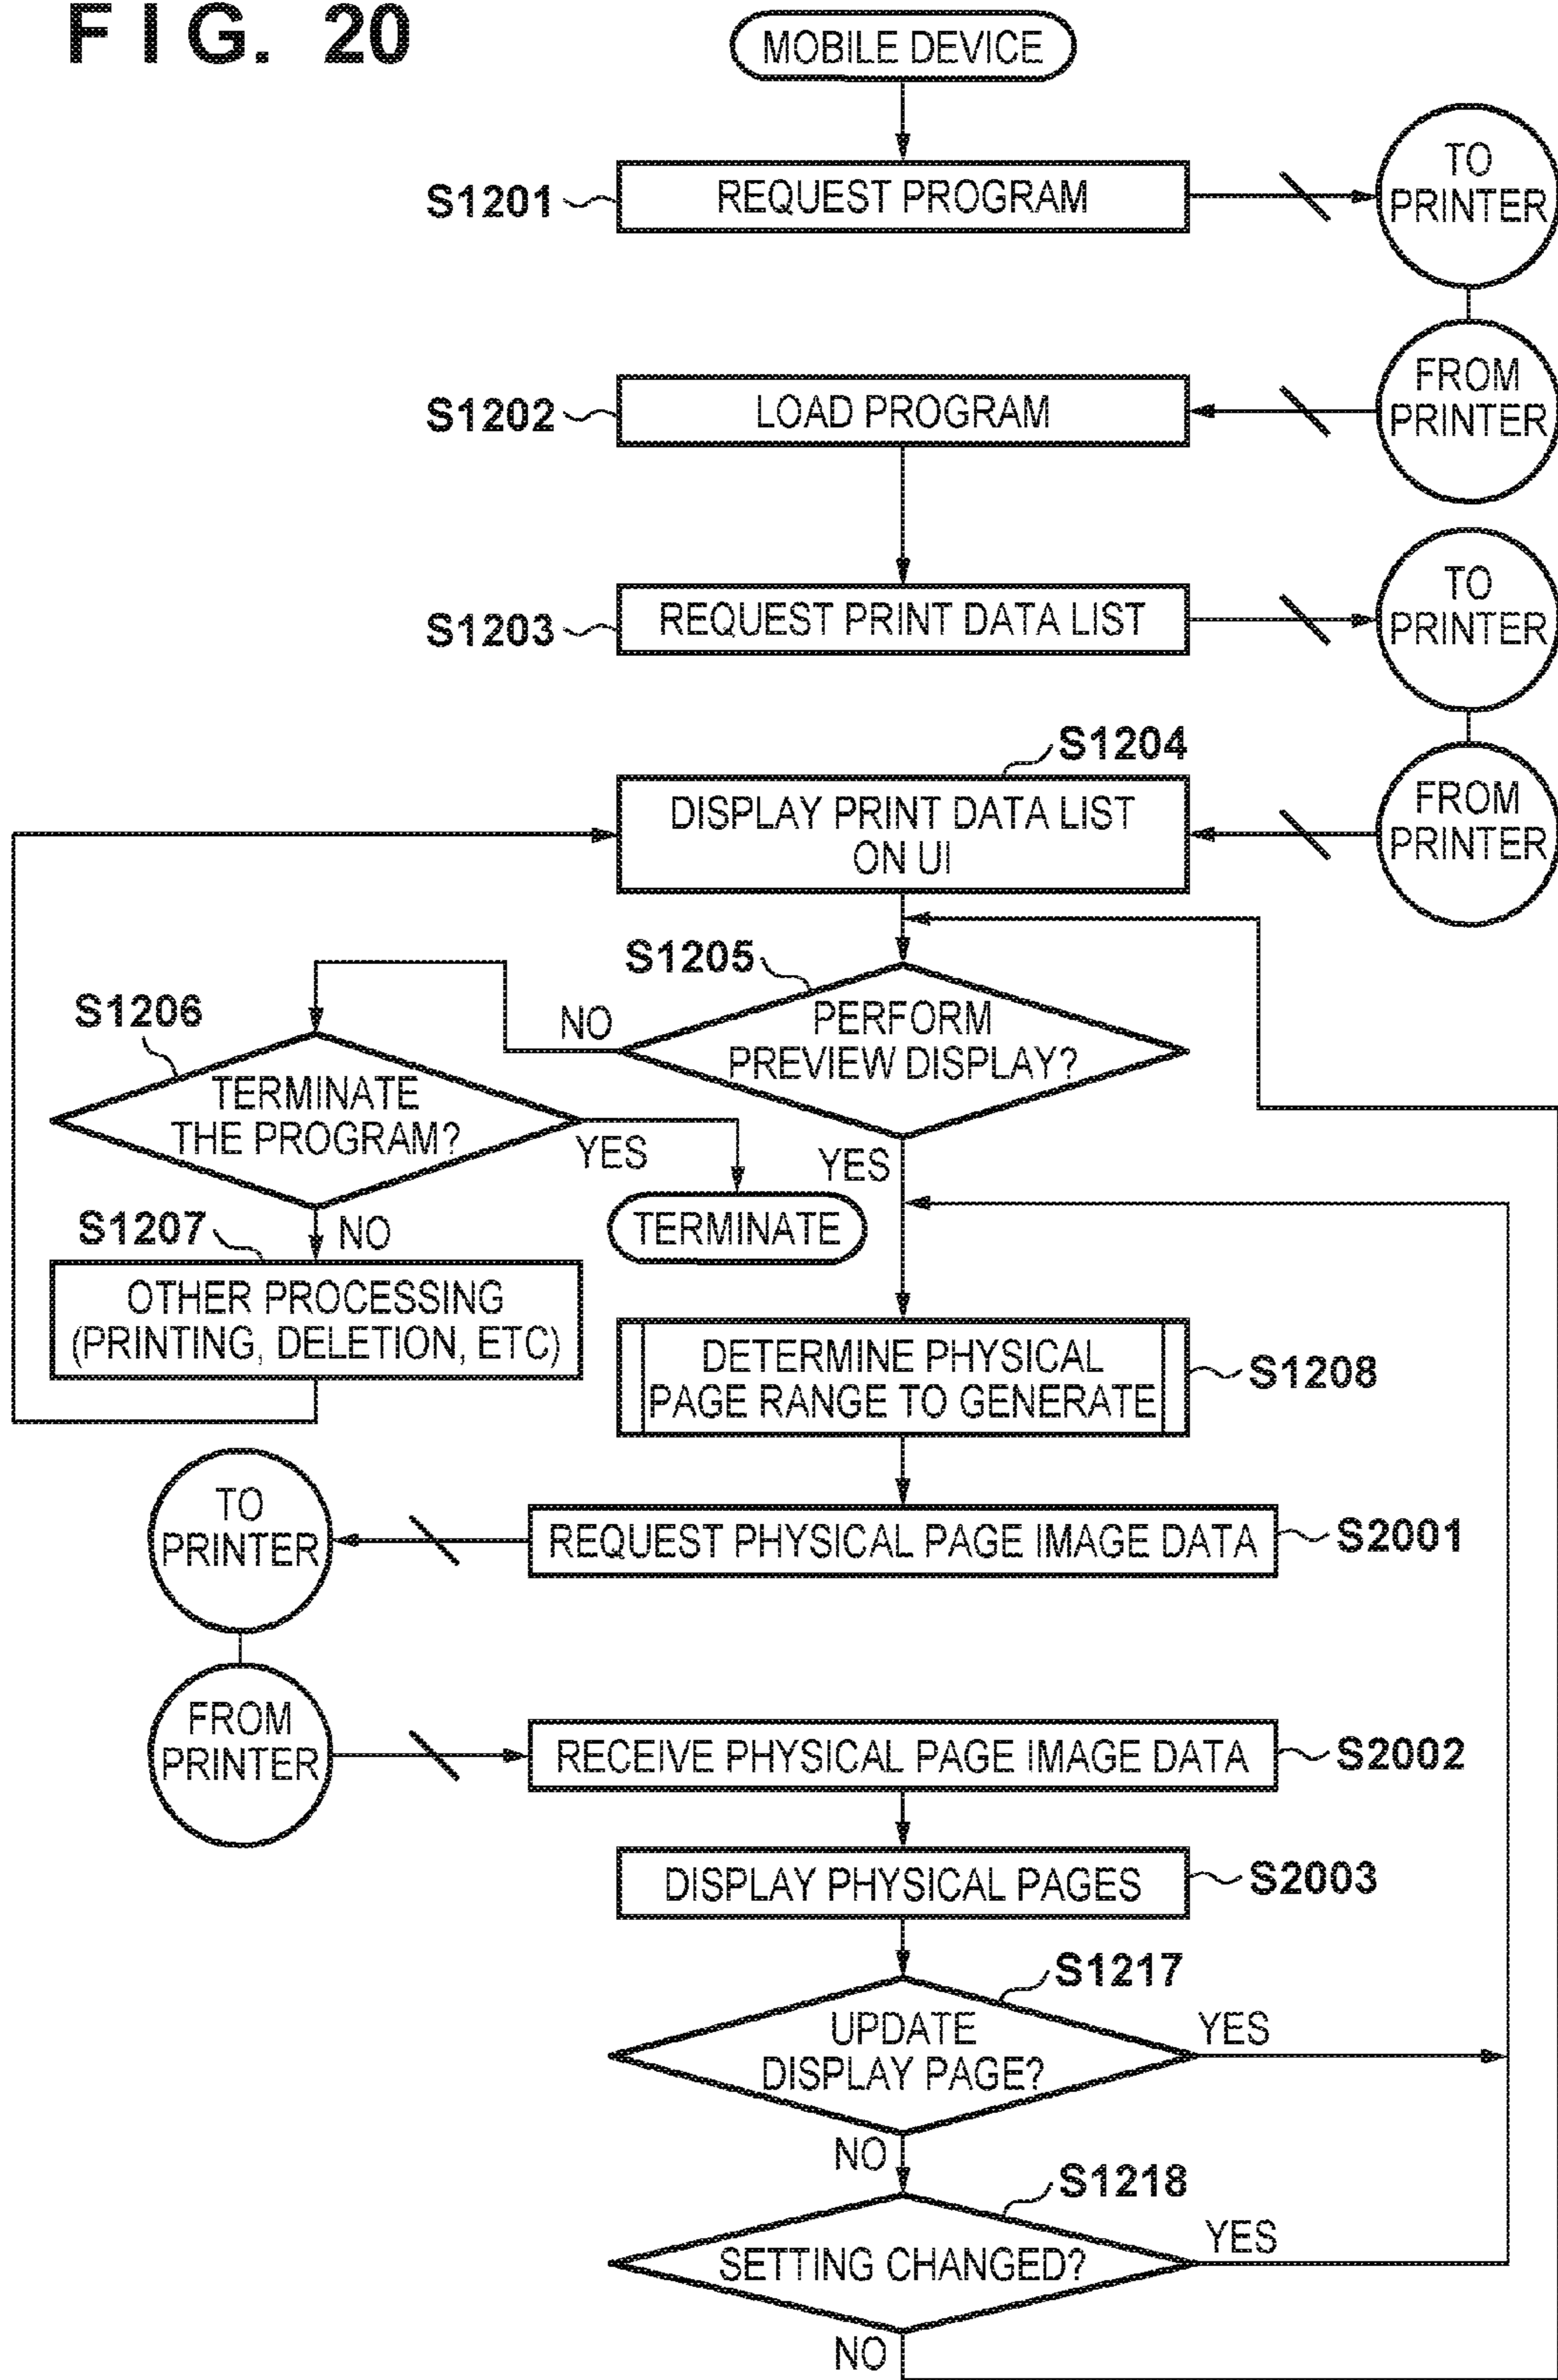 FIG. 20
MOBILE DEVICE
S1201
REQUEST PROGRAM
TO
PRINTER
S1202
LOAD PROGRAM
FROM
PRINTER
S1203
REQUEST PRINT DATA LIST
TO
PRINTER
S1204
DISPLAY PRINT DATA LIST
ON UI
FROM
PRINTER
S1205
PERFORM
PREVIEW DISPLAY?
NO
YES
S1206
TERMINATE
THE PROGRAM?
YES
TERMINATE
NO
S1207
OTHER PROCESSING
(PRINTING, DELETION, ETC)
DETERMINE PHYSICAL
PAGE RANGE TO GENERATE
S1208
TO
PRINTER
REQUEST PHYSICAL PAGE IMAGE DATA
S2001
FROM
PRINTER
RECEIVE PHYSICAL PAGE IMAGE DATA
S2002
DISPLAY PHYSICAL PAGES
S2003
S1217
UPDATE
DISPLAY PAGE?
YES
NO
S1218
SETTING CHANGED?
YES
NO